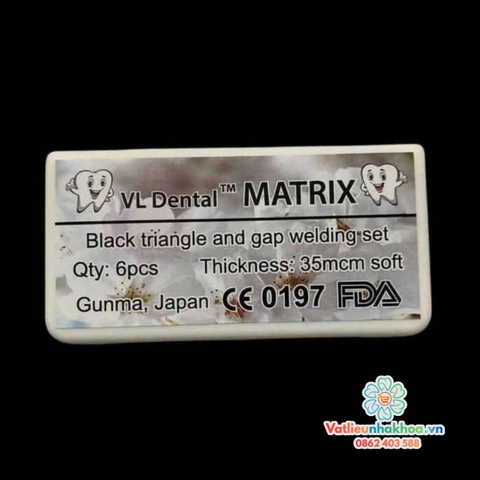 VL Dental™ MATRIX
Black triangle and gap welding set
Qty: 6pcs Thickness: 35mcm soft
Gunma, Japan CE 0197 FDA
Vatlieunhakhoa.vn
0862 403 588